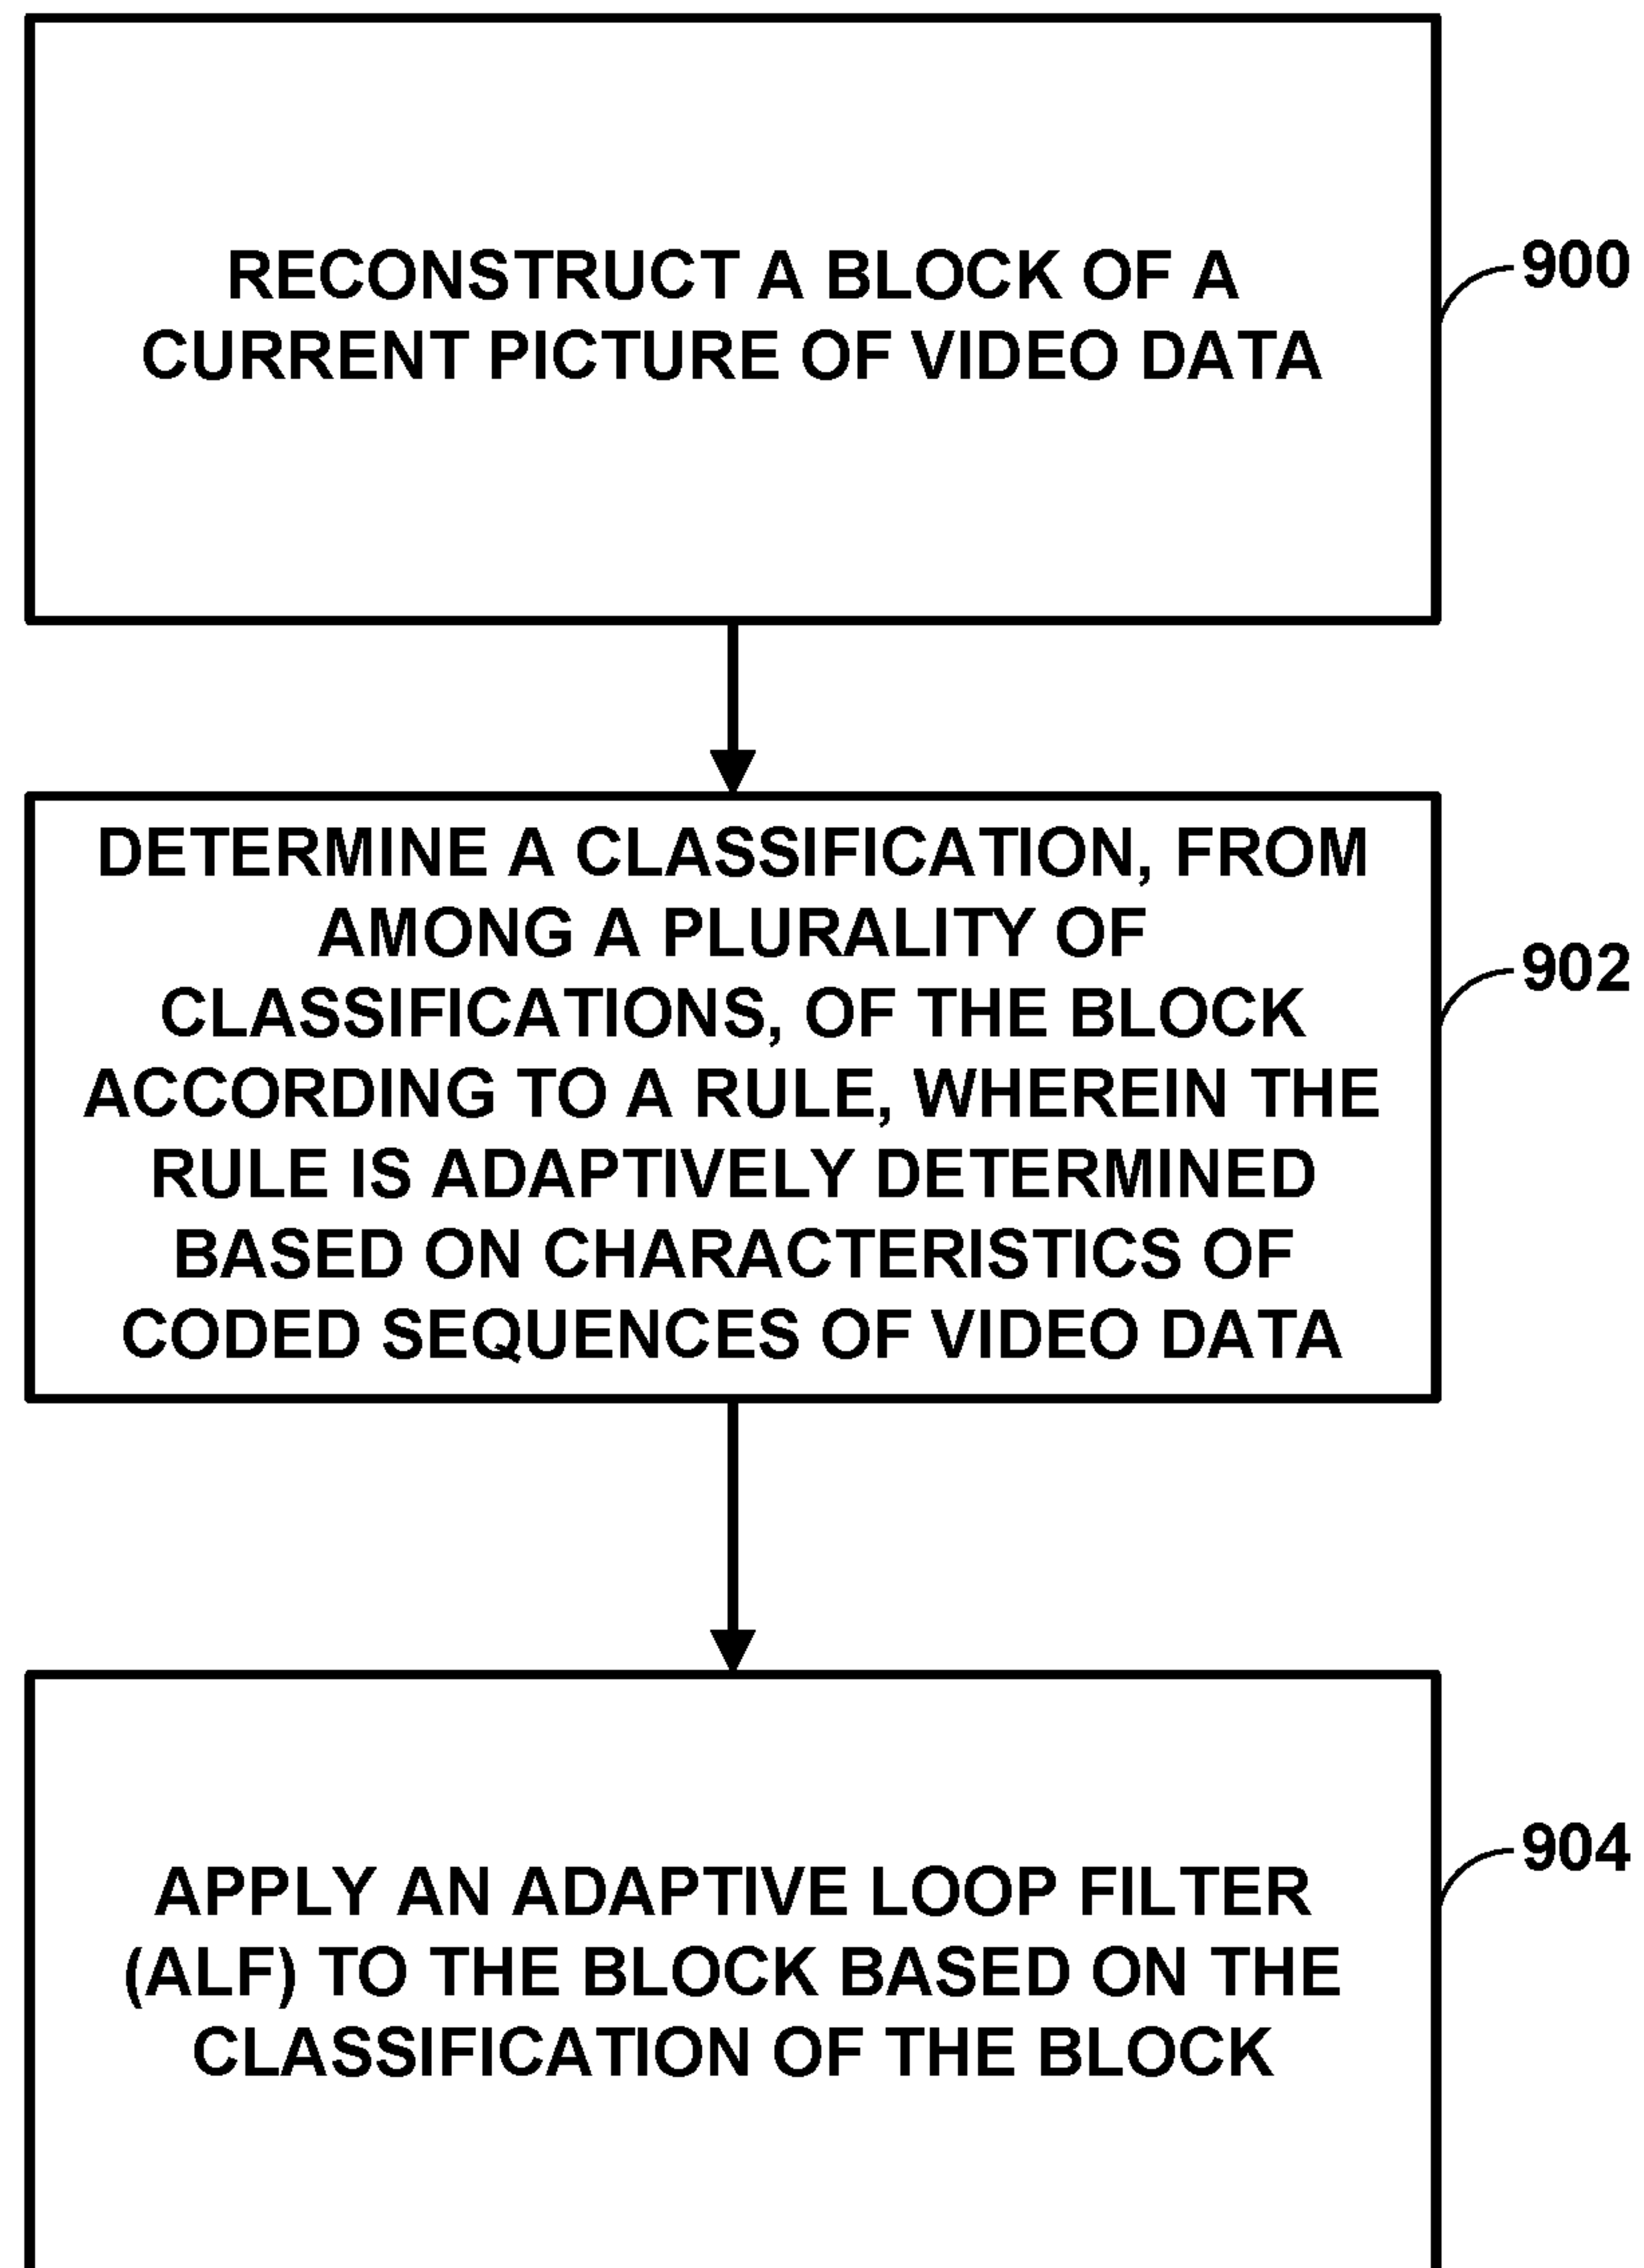 RECONSTRUCT A BLOCK OF A
CURRENT PICTURE OF VIDEO DATA
900
DETERMINE A CLASSIFICATION, FROM
AMONG A PLURALITY OF
CLASSIFICATIONS, OF THE BLOCK
ACCORDING TO A RULE, WHEREIN THE
RULE IS ADAPTIVELY DETERMINED
BASED ON CHARACTERISTICS OF
CODED SEQUENCES OF VIDEO DATA
902
APPLY AN ADAPTIVE LOOP FILTER
(ALF) TO THE BLOCK BASED ON THE
CLASSIFICATION OF THE BLOCK
904